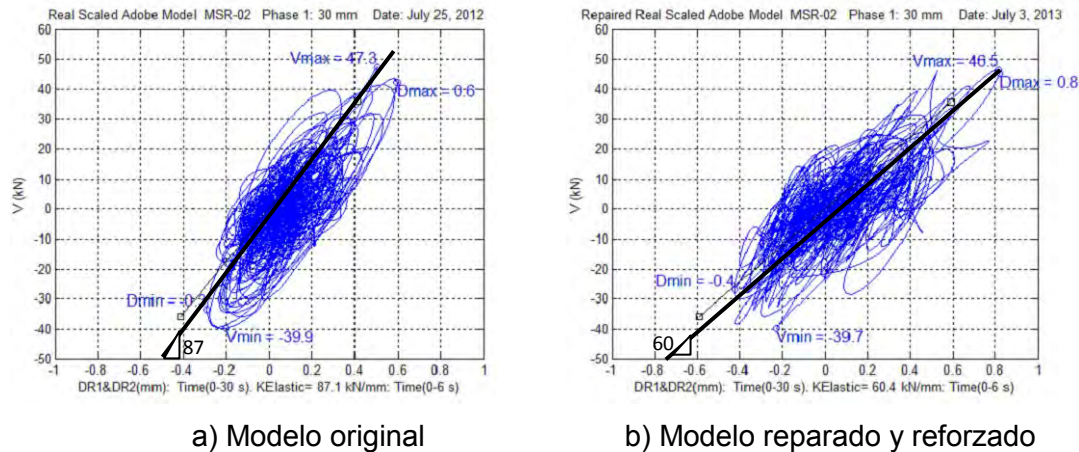 Real Scaled Adobe Model MSR-02 Phase 1: 30 mm Date: July 25, 2012
60
50
40
30
20
10
0
-10
-20
-30
-40
-50
V (kN)
Vmax = 47.3
Dmax = 0.6
Dmin = -0.3
Vmin = -39.9
87
-1 -0.8 -0.6 -0.4 -0.2 0 0.2 0.4 0.6 0.8 1
DR1&DR2(mm): Time(0-30 s). KElastic= 87.1 kN/mm: Time(0-6 s)
a) Modelo original
Repaired Real Scaled Adobe Model MSR-02 Phase 1: 30 mm Date: July 3, 2013
60
50
40
30
20
10
0
-10
-20
-30
-40
-50
V (kN)
Vmax = 46.5
Dmax = 0.8
Dmin = -0.4
Vmin = -39.7
60
-1 -0.8 -0.6 -0.4 -0.2 0 0.2 0.4 0.6 0.8 1
DR1&DR2(mm): Time(0-30 s). KElastic= 60.4 kN/mm: Time(0-6 s)
b) Modelo reparado y reforzado